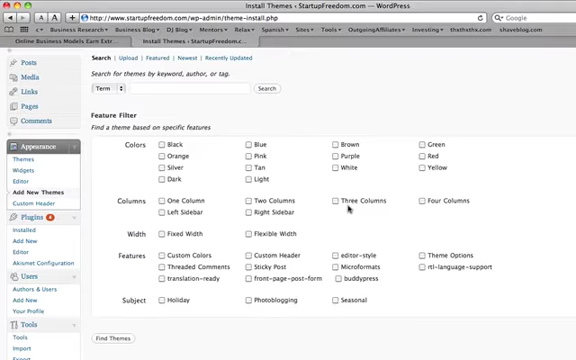 Install Themes ‹ StartupFreedom.com — WordPress
http://www.startupfreedom.com/wp-admin/theme-install.php
Business Research Business Blog DJ Blog Mentors Relax Spanish Sites Tools OutgoingAffiliates Investing thxthxthx.com shaveblog.com
Online Business Models Earn Extr... Install Themes ‹ StartupFreedom.com...
Posts
Media
Links
Pages
Comments
Appearance
Themes
Widgets
Editor
Add New Themes
Custom Header
Plugins 4
Installed
Add New
Editor
Akismet Configuration
Users
Authors & Users
Add New
Your Profile
Tools
Tools
Import
Search | Upload | Featured | Newest | Recently Updated
Search for themes by keyword, author, or tag.
Term Search
Feature Filter
Find a theme based on specific features
Colors Black Blue Brown Green
Orange Pink Purple Red
Silver Tan White Yellow
Dark Light
Columns One Column Two Columns Three Columns Four Columns
Left Sidebar Right Sidebar
Width Fixed Width Flexible Width
Features Custom Colors Custom Header editor-style Theme Options
Threaded Comments Sticky Post Microformats rtl-language-support
translation-ready front-page-post-form buddypress
Subject Holiday Photoblogging Seasonal
Find Themes